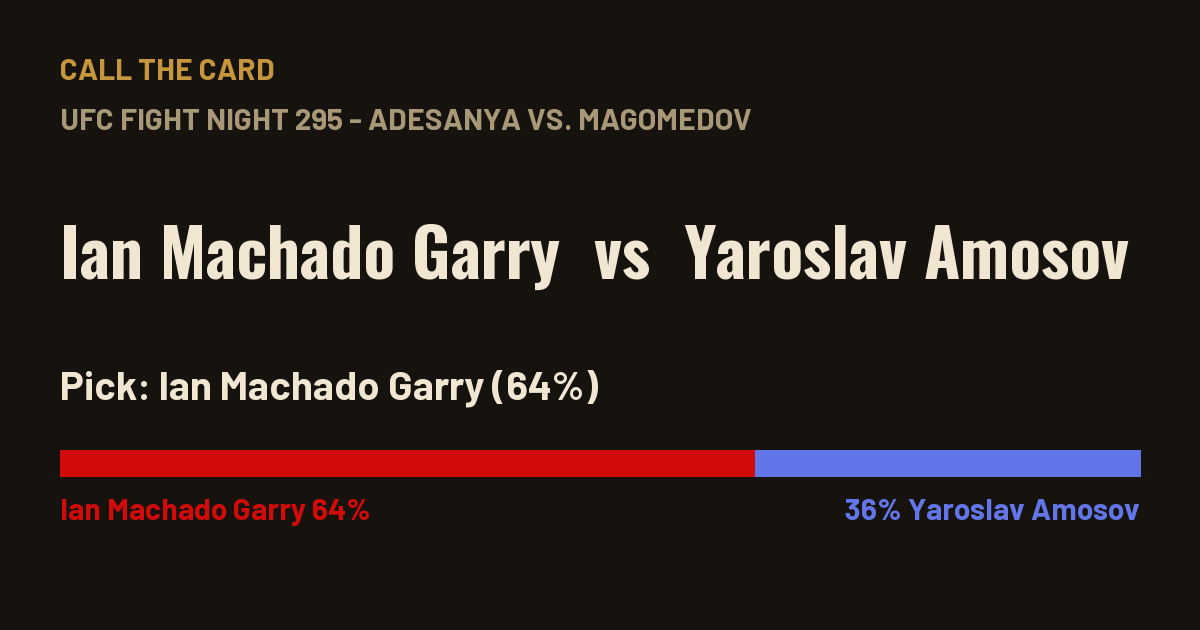 CALL THE CARD
UFC FIGHT NIGHT 295 - ADESANYA VS. MAGOMEDOV
Ian Machado Garry vs Yaroslav Amosov
Pick: Ian Machado Garry (64%)
Ian Machado Garry 64% 36% Yaroslav Amosov